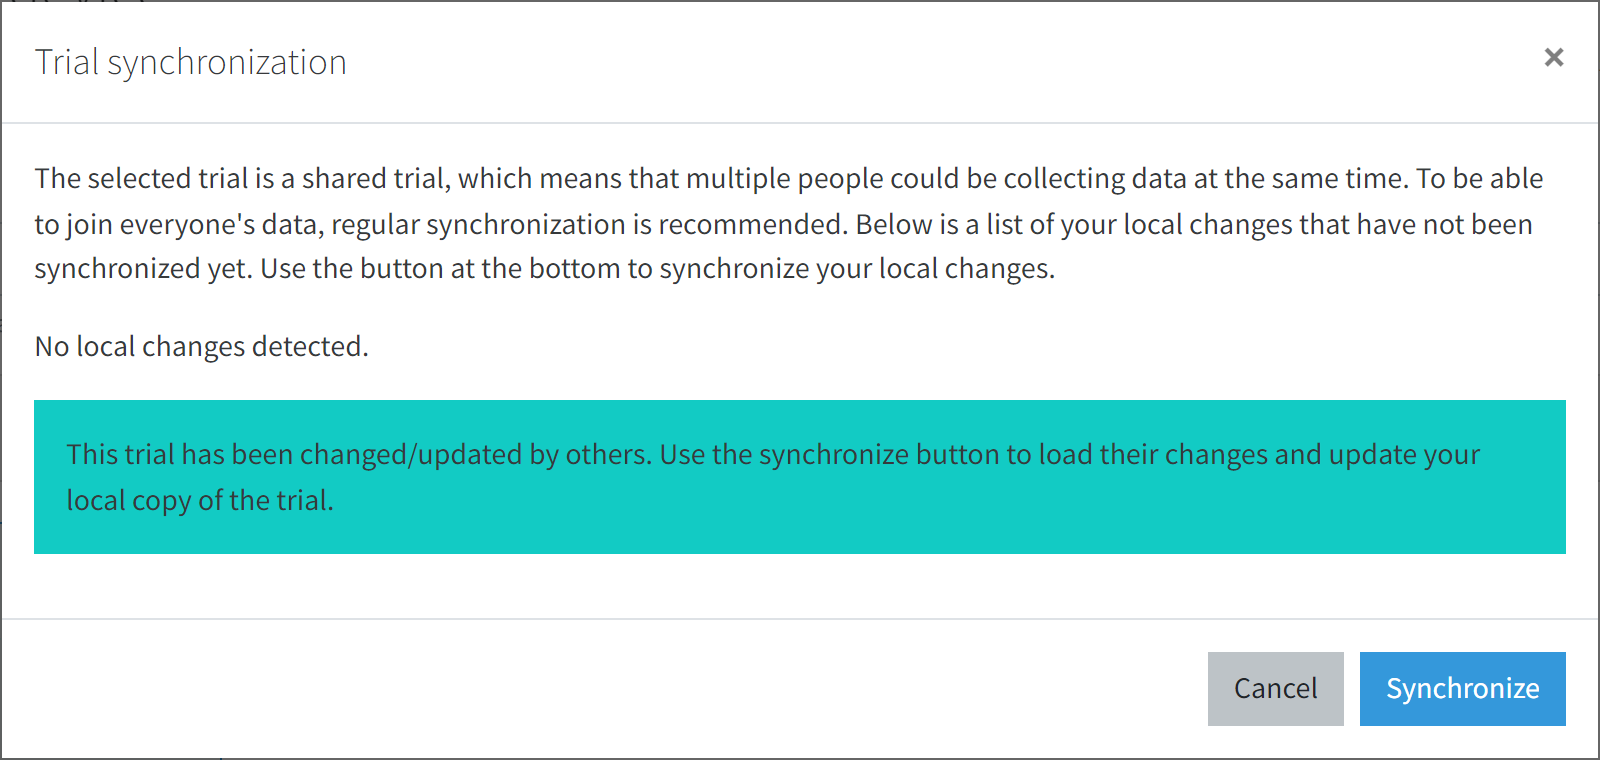 Trial synchronization
×
The selected trial is a shared trial, which means that multiple people could be collecting data at the same time. To be able
to join everyone's data, regular synchronization is recommended. Below is a list of your local changes that have not been
synchronized yet. Use the button at the bottom to synchronize your local changes.
No local changes detected.
This trial has been changed/updated by others. Use the synchronize button to load their changes and update your
local copy of the trial.
Cancel
Synchronize